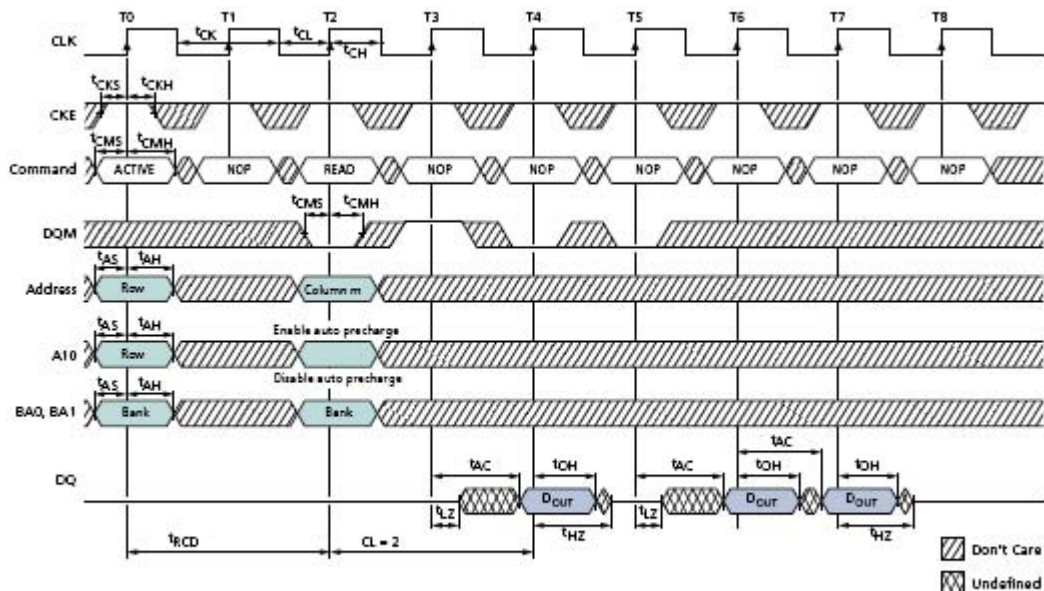 T0 T1 T2 T3 T4 T5 T6 T7 T8
CLK
tCK tCL
tCH
tCKS tCKH
CKE
tCMS tCMH
Command ACTIVE NOP READ NOP NOP NOP NOP NOP NOP
tCMS tCMH
DQM
tAS tAH
Address Row Column m
tAS tAH Enable auto precharge
A10 Row
tAS tAH Disable auto precharge
BA0, BA1 Bank Bank
tAC
tAC tOH tAC tOH tOH
DQ
DOUT DOUT DOUT
tLZ tHZ tLZ tHZ
tRCD CL = 2
Don't Care
Undefined